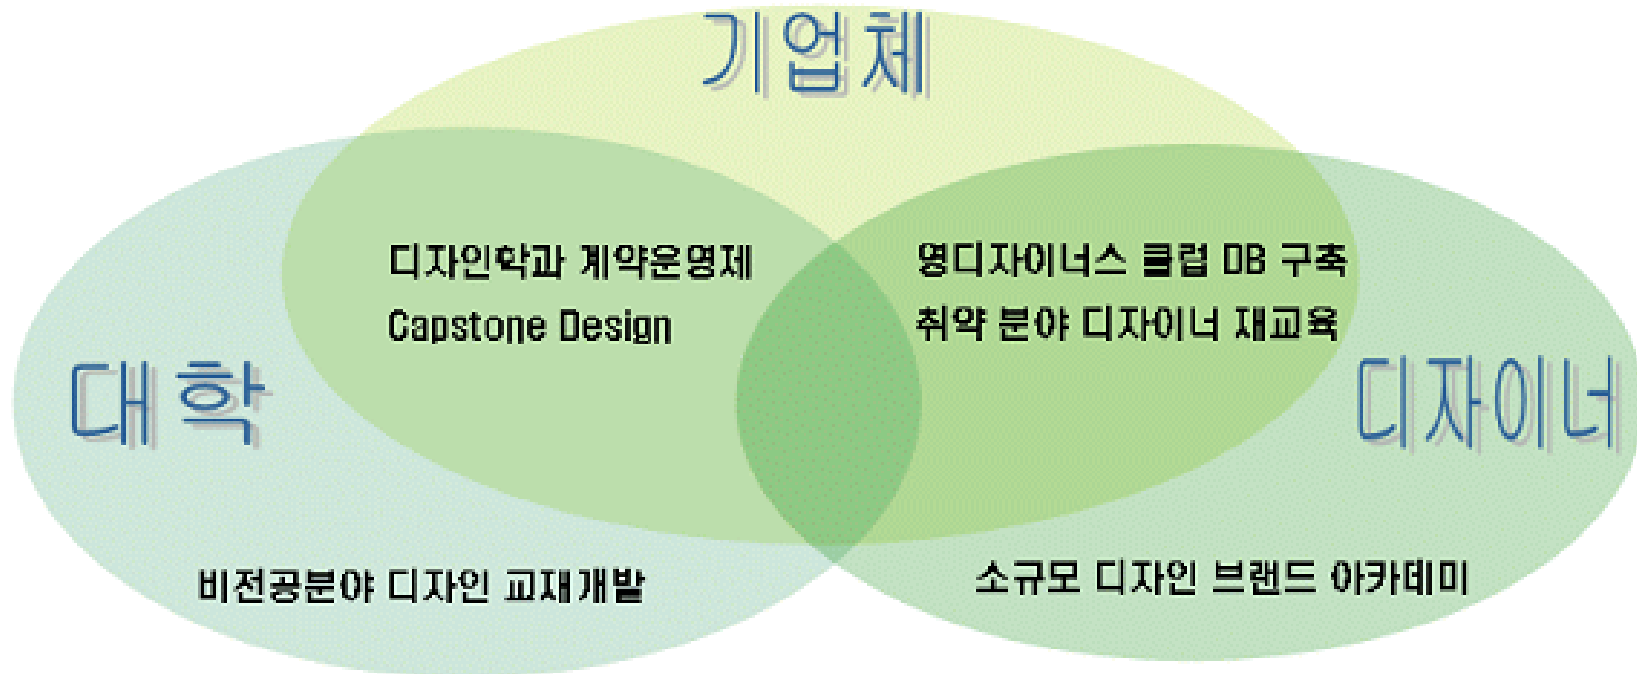 기업체
디자인학과 계약운영제
Capstone Design
영디자이너스 클럽 DB 구축
취약 분야 디자이너 재교육
대학
디자이너
비전공분야 디자인 교재개발
소규모 디자인 브랜드 아카데미